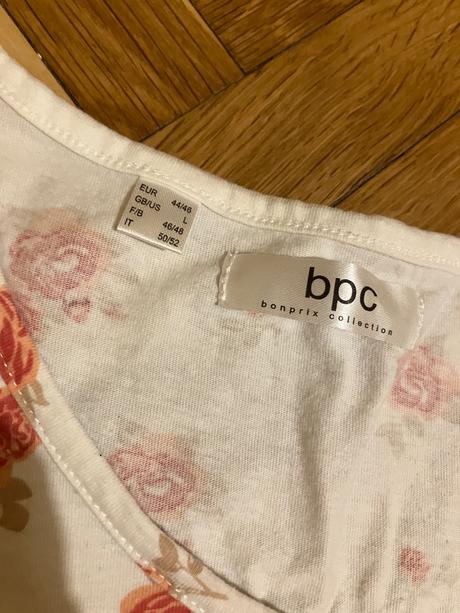 EUR 44/46
GB/US L
F/B 46/48
IT 50/52
bpc
bonprix collection